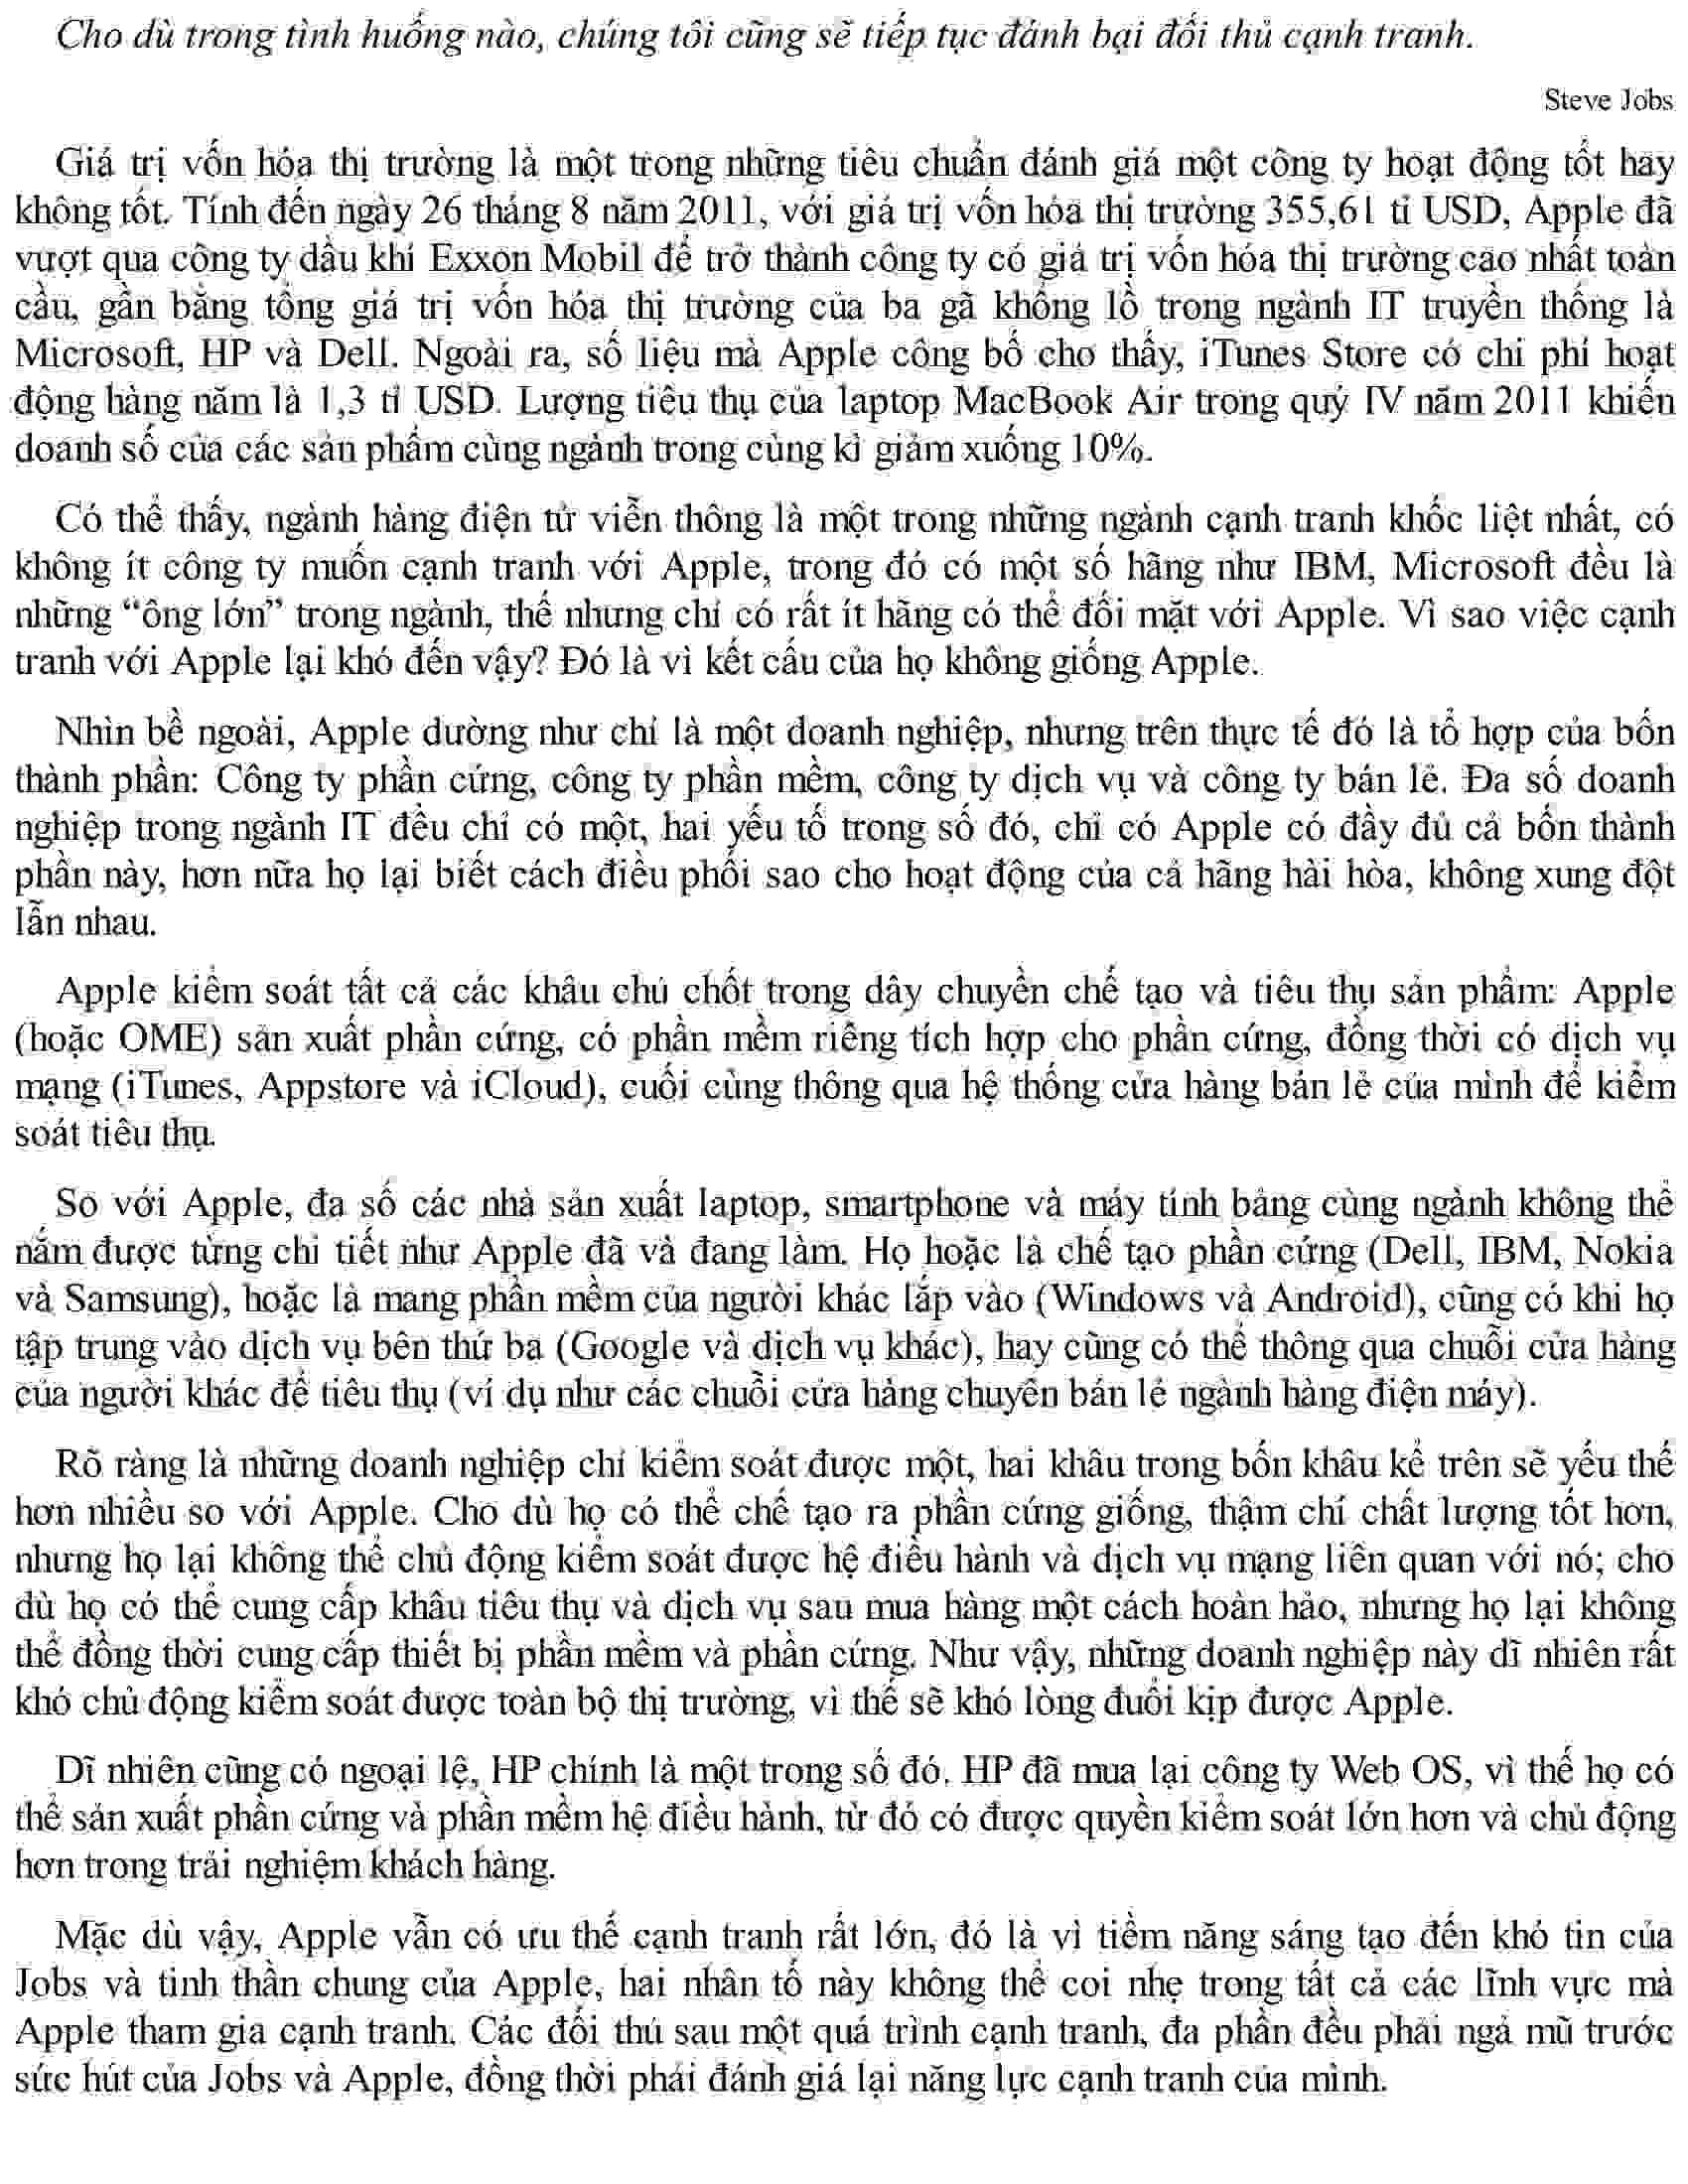 Cho dù trong tình huống nào, chúng tôi cũng sẽ tiếp tục đánh bại đối thủ cạnh tranh.
Steve Jobs
Giá trị vốn hóa thị trường là một trong những tiêu chuẩn đánh giá một công ty hoạt động tốt hay
không tốt. Tính đến ngày 26 tháng 8 năm 2011, với giá trị vốn hóa thị trường 355,61 tỉ USD, Apple đã
vượt qua công ty dầu khí Exxon Mobil để trở thành công ty có giá trị vốn hóa thị trường cao nhất toàn
cầu, gần bằng tổng giá trị vốn hóa thị trường của ba gã khổng lồ trong ngành IT truyền thống là
Microsoft, HP và Dell. Ngoài ra, số liệu mà Apple công bố cho thấy, iTunes Store có chi phí hoạt
động hàng năm là 1,3 tỉ USD. Lượng tiêu thụ của laptop MacBook Air trong quý IV năm 2011 khiến
doanh số của các sản phẩm cùng ngành trong cùng kì giảm xuống 10%.
Có thể thấy, ngành hàng điện tử viễn thông là một trong những ngành cạnh tranh khốc liệt nhất, có
không ít công ty muốn cạnh tranh với Apple, trong đó có một số hãng như IBM, Microsoft đều là
những “ông lớn” trong ngành, thế nhưng chỉ có rất ít hãng có thể đối mặt với Apple. Vì sao việc cạnh
tranh với Apple lại khó đến vậy? Đó là vì kết cấu của họ không giống Apple.
Nhìn bề ngoài, Apple dường như chỉ là một doanh nghiệp, nhưng trên thực tế đó là tổ hợp của bốn
thành phần: Công ty phần cứng, công ty phần mềm, công ty dịch vụ và công ty bán lẻ. Đa số doanh
nghiệp trong ngành IT đều chỉ có một, hai yếu tố trong số đó, chỉ có Apple có đầy đủ cả bốn thành
phần này, hơn nữa họ lại biết cách điều phối sao cho hoạt động của cả hãng hài hòa, không xung đột
lẫn nhau.
Apple kiểm soát tất cả các khâu chủ chốt trong dây chuyền chế tạo và tiêu thụ sản phẩm: Apple
(hoặc OME) sản xuất phần cứng, có phần mềm riêng tích hợp cho phần cứng, đồng thời có dịch vụ
mạng (iTunes, Appstore và iCloud), cuối cùng thông qua hệ thống cửa hàng bán lẻ của mình để kiểm
soát tiêu thụ.
So với Apple, đa số các nhà sản xuất laptop, smartphone và máy tính bảng cùng ngành không thể
nắm được từng chi tiết như Apple đã và đang làm. Họ hoặc là chế tạo phần cứng (Dell, IBM, Nokia
và Samsung), hoặc là mang phần mềm của người khác lắp vào (Windows và Android), cũng có khi họ
tập trung vào dịch vụ bên thứ ba (Google và dịch vụ khác), hay cũng có thể thông qua chuỗi cửa hàng
của người khác để tiêu thụ (ví dụ như các chuỗi cửa hàng chuyên bán lẻ ngành hàng điện máy).
Rõ ràng là những doanh nghiệp chỉ kiểm soát được một, hai khâu trong bốn khâu kể trên sẽ yếu thế
hơn nhiều so với Apple. Cho dù họ có thể chế tạo ra phần cứng giống, thậm chí chất lượng tốt hơn,
nhưng họ lại không thể chủ động kiểm soát được hệ điều hành và dịch vụ mạng liên quan với nó; cho
dù họ có thể cung cấp khâu tiêu thụ và dịch vụ sau mua hàng một cách hoàn hảo, nhưng họ lại không
thể đồng thời cung cấp thiết bị phần mềm và phần cứng. Như vậy, những doanh nghiệp này dĩ nhiên rất
khó chủ động kiểm soát được toàn bộ thị trường, vì thế sẽ khó lòng đuổi kịp được Apple.
Dĩ nhiên cũng có ngoại lệ, HP chính là một trong số đó. HP đã mua lại công ty Web OS, vì thế họ có
thể sản xuất phần cứng và phần mềm hệ điều hành, từ đó có được quyền kiểm soát lớn hơn và chủ động
hơn trong trải nghiệm khách hàng.
Mặc dù vậy, Apple vẫn có ưu thế cạnh tranh rất lớn, đó là vì tiềm năng sáng tạo đến khó tin của
Jobs và tinh thần chung của Apple, hai nhân tố này không thể coi nhẹ trong tất cả các lĩnh vực mà
Apple tham gia cạnh tranh. Các đối thủ sau một quá trình cạnh tranh, đa phần đều phải ngả mũ trước
sức hút của Jobs và Apple, đồng thời phải đánh giá lại năng lực cạnh tranh của mình.